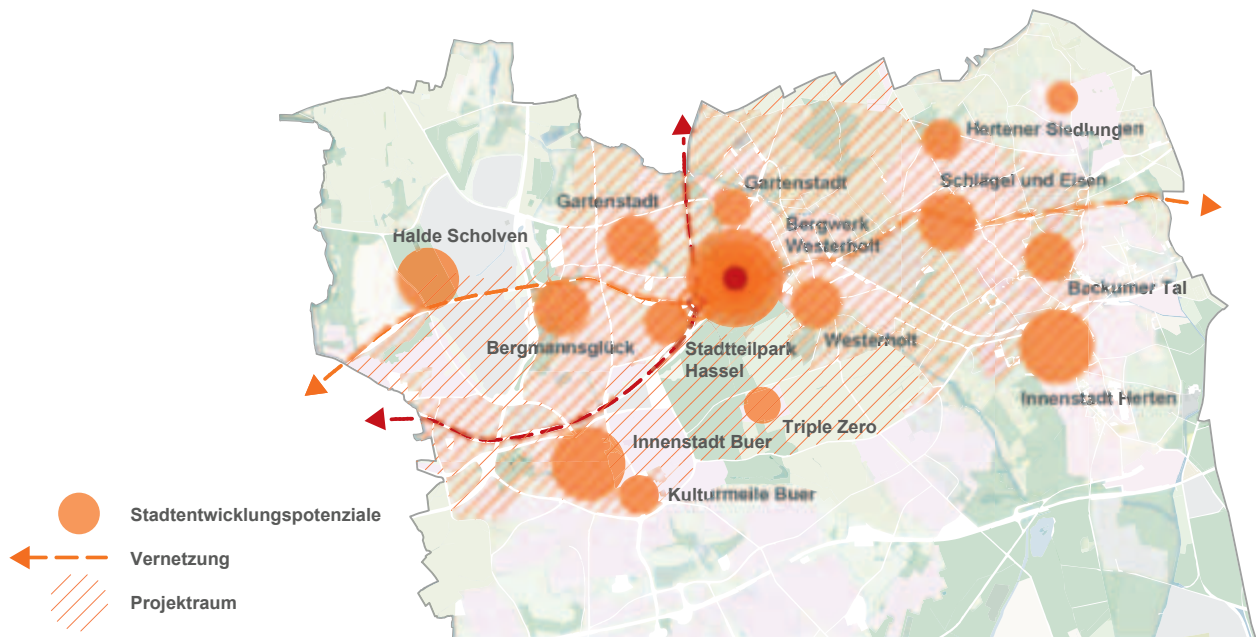 Hertener Siedlungen
Gartenstadt
Schlägel und Eisen
Gartenstadt
Bergwerk
Westerholt
Halde Scholven
Backumer Tal
Bergmannsglück
Stadtteilpark
Hassel
Westerholt
Innenstadt Herten
Triple Zero
Innenstadt Buer
Kulturmeile Buer
Stadtentwicklungspotenziale
Vernetzung
Projektraum